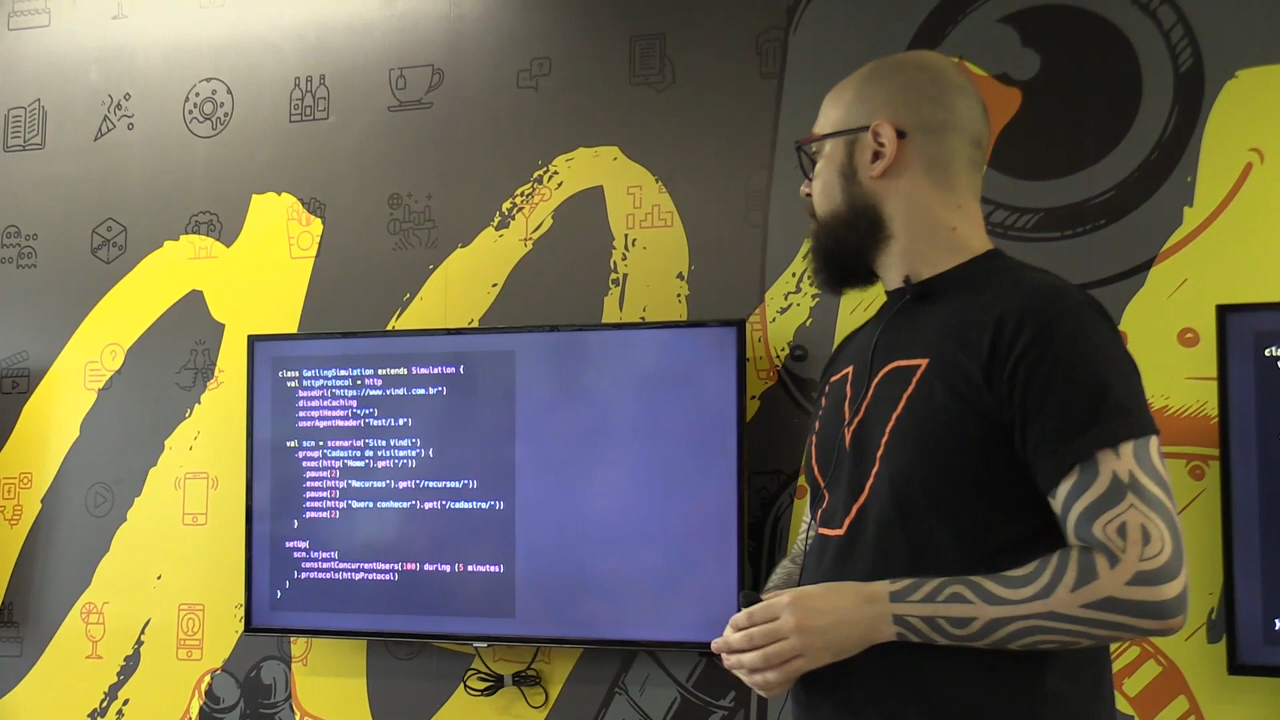 class GatlingSimulation extends Simulation {
val httpProtocol = http
.baseUrl("https://www.vindi.com.br")
.disableCaching
.acceptHeader("*/*")
.userAgentHeader("Test/1.0")
val scn = scenario("Site Vindi")
.group("Cadastro de visitante") {
exec(http("Home").get("/"))
.pause(2)
.exec(http("Recursos").get("/recursos/"))
.pause(2)
.exec(http("Quero conhecer").get("/cadastro/"))
.pause(2)
}
setUp(
scn.inject(
constantConcurrentUsers(100) during (5 minutes)
).protocols(httpProtocol)
)
}